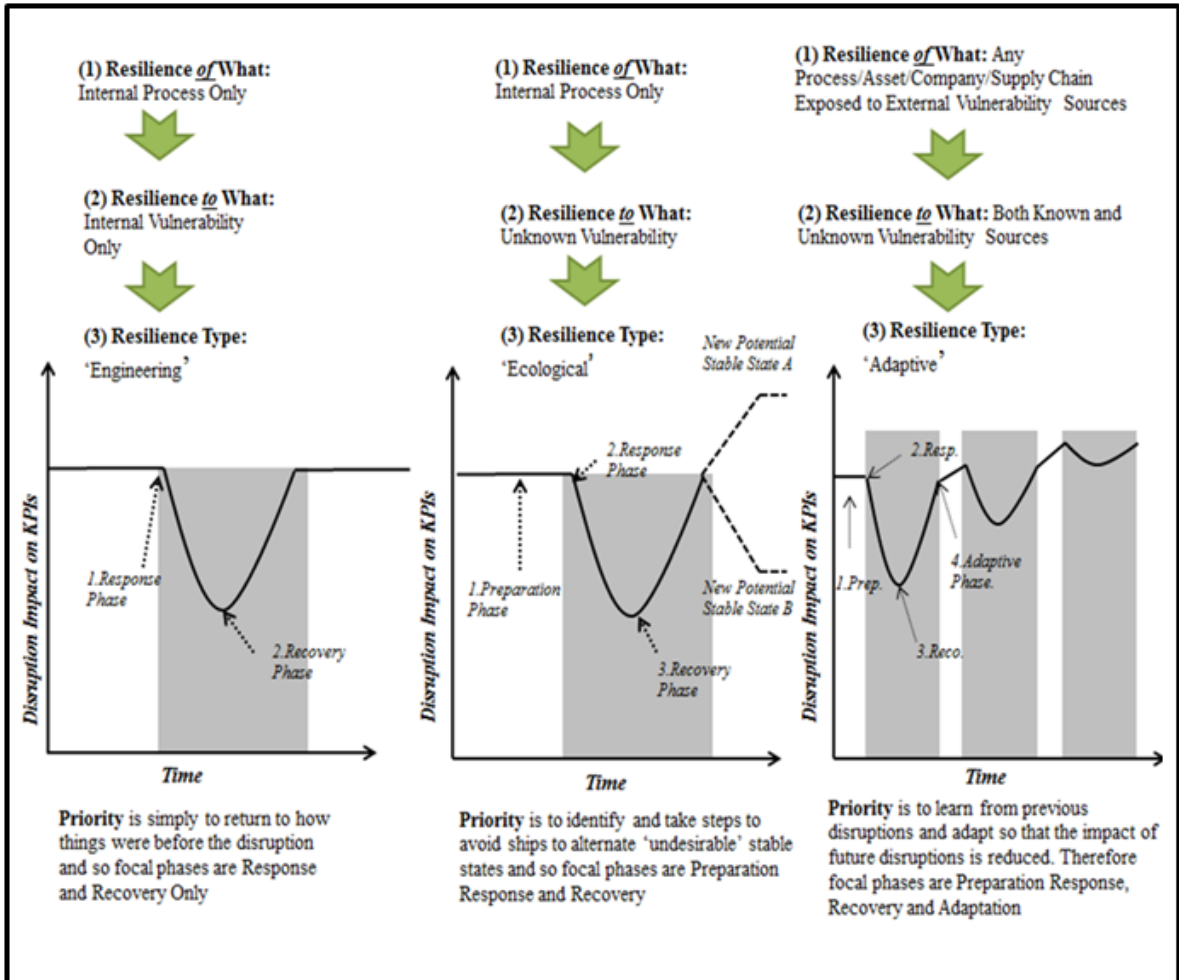 (1) Resilience of What:
Internal Process Only
(2) Resilience to What:
Internal Vulnerability
Only
(3) Resilience Type:
‘Engineering’
Disruption Impact on KPIs
1.Response
Phase
2.Recovery
Phase
Time
Priority is simply to return to how
things were before the disruption
and so focal phases are Response
and Recovery Only
(1) Resilience of What:
Internal Process Only
(2) Resilience to What:
Unknown Vulnerability
(3) Resilience Type:
‘Ecological’
New Potential
Stable State A
Disruption Impact on KPIs
2.Response
Phase
1.Preparation
Phase
New Potential
Stable State B
3.Recovery
Phase
Time
Priority is to identify and take steps to
avoid ships to alternate ‘undesirable’ stable
states and so focal phases are Preparation
Response and Recovery
(1) Resilience of What: Any
Process/Asset/Company/Supply Chain
Exposed to External Vulnerability Sources
(2) Resilience to What: Both Known and
Unknown Vulnerability Sources
(3) Resilience Type:
‘Adaptive’
Disruption Impact on KPIs
2.Resp.
1.Prep.
4.Adaptive
Phase.
3.Reco.
Time
Priority is to learn from previous
disruptions and adapt so that the impact of
future disruptions is reduced. Therefore
focal phases are Preparation Response,
Recovery and Adaptation